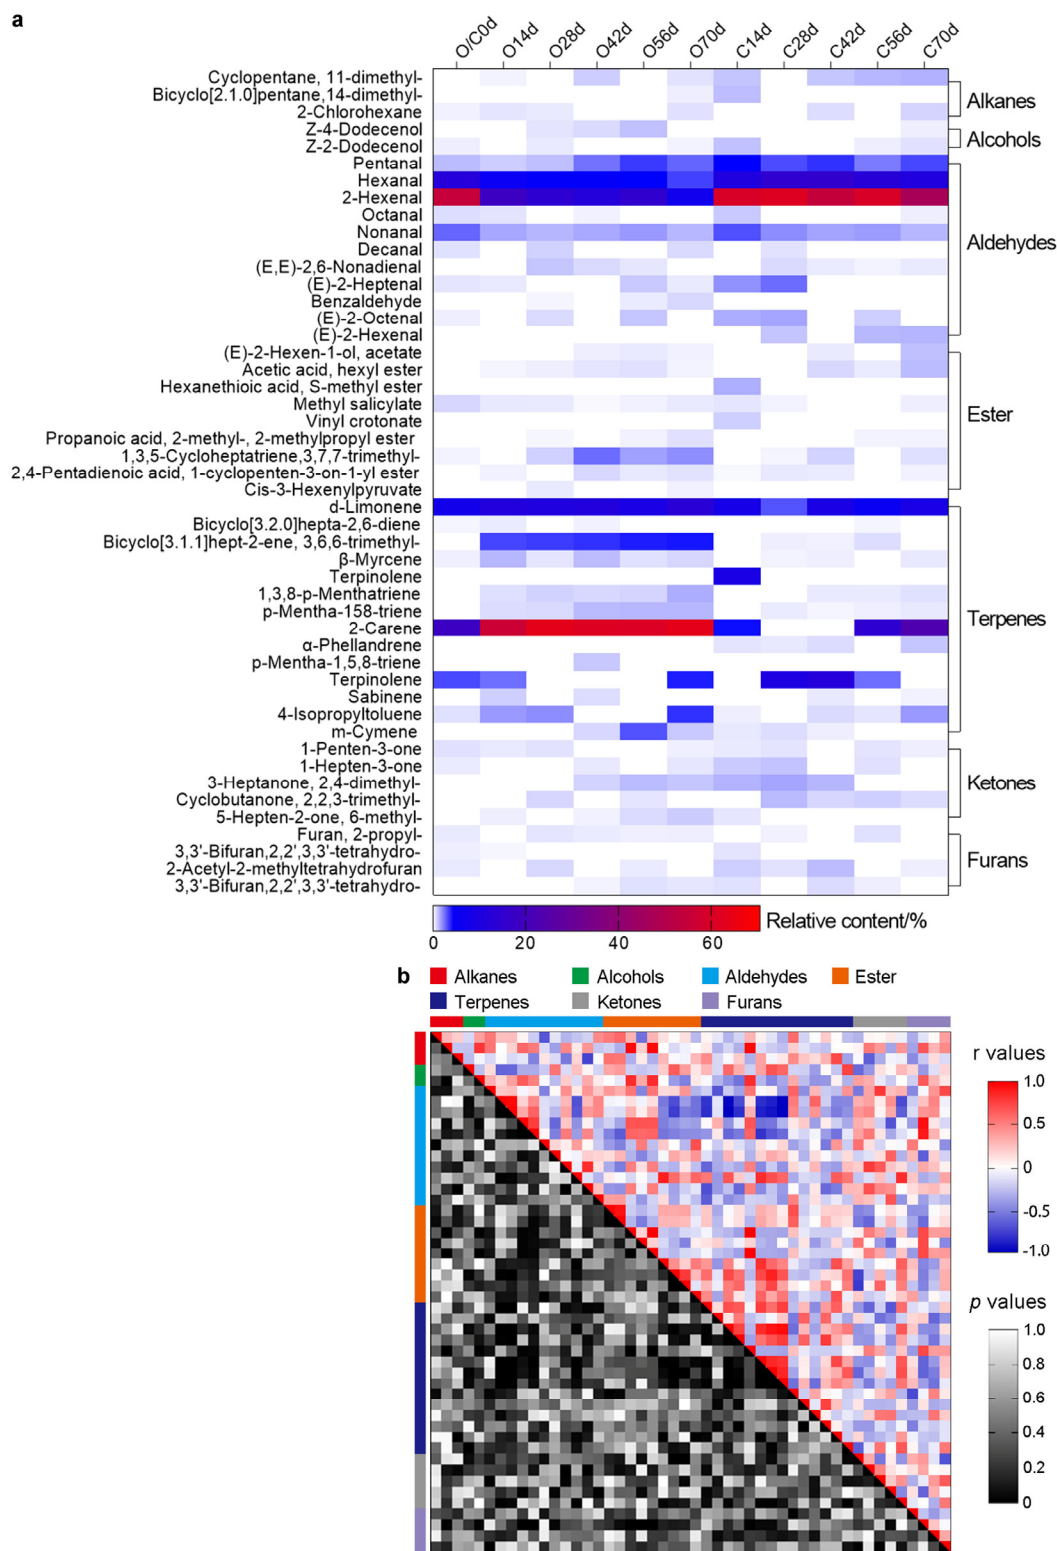 a
O/C0d O14d O28d O42d O56d O70d C14d C28d C42d C56d C70d
Cyclopentane, 11-dimethyl-
Bicyclo[2.1.0]pentane,14-dimethyl-
2-Chlorohexane
Alkanes
Z-4-Dodecenol
Z-2-Dodecenol
Alcohols
Pentanal
Hexanal
2-Hexenal
Octanal
Nonanal
Decanal
(E,E)-2,6-Nonadienal
(E)-2-Heptenal
Benzaldehyde
(E)-2-Octenal
(E)-2-Hexenal
Aldehydes
(E)-2-Hexen-1-ol, acetate
Acetic acid, hexyl ester
Hexanethioic acid, S-methyl ester
Methyl salicylate
Vinyl crotonate
Propanoic acid, 2-methyl-, 2-methylpropyl ester
1,3,5-Cycloheptatriene,3,7,7-trimethyl-
2,4-Pentadienoic acid, 1-cyclopenten-3-on-1-yl ester
Cis-3-Hexenylpyruvate
Ester
d-Limonene
Bicyclo[3.2.0]hepta-2,6-diene
Bicyclo[3.1.1]hept-2-ene, 3,6,6-trimethyl-
β-Myrcene
Terpinolene
1,3,8-p-Menthatriene
p-Mentha-158-triene
2-Carene
α-Phellandrene
p-Mentha-1,5,8-triene
Terpinolene
Sabinene
4-Isopropyltoluene
m-Cymene
Terpenes
1-Penten-3-one
1-Hepten-3-one
3-Heptanone, 2,4-dimethyl-
Cyclobutanone, 2,2,3-trimethyl-
5-Hepten-2-one, 6-methyl-
Ketones
Furan, 2-propyl-
3,3'-Bifuran,2,2',3,3'-tetrahydro-
2-Acetyl-2-methyltetrahydrofuran
3,3'-Bifuran,2,2',3,3'-tetrahydro-
Furans
Relative content/%
0 20 40 60
b
Alkanes Alcohols Aldehydes Ester
Terpenes Ketones Furans
r values
1.0
0.5
0
-0.5
-1.0
p values
1.0
0.8
0.6
0.4
0.2
0